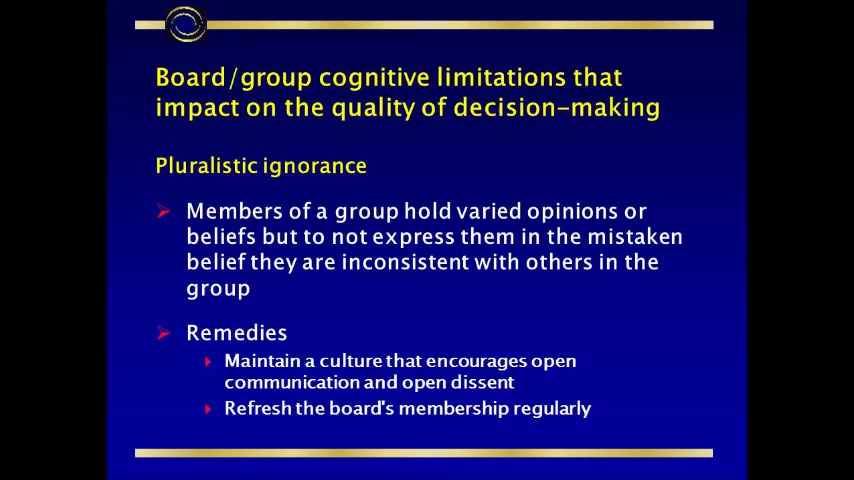 Board/group cognitive limitations that
impact on the quality of decision-making
Pluralistic ignorance
Members of a group hold varied opinions or
beliefs but to not express them in the mistaken
belief they are inconsistent with others in the
group
Remedies
Maintain a culture that encourages open
communication and open dissent
Refresh the board's membership regularly